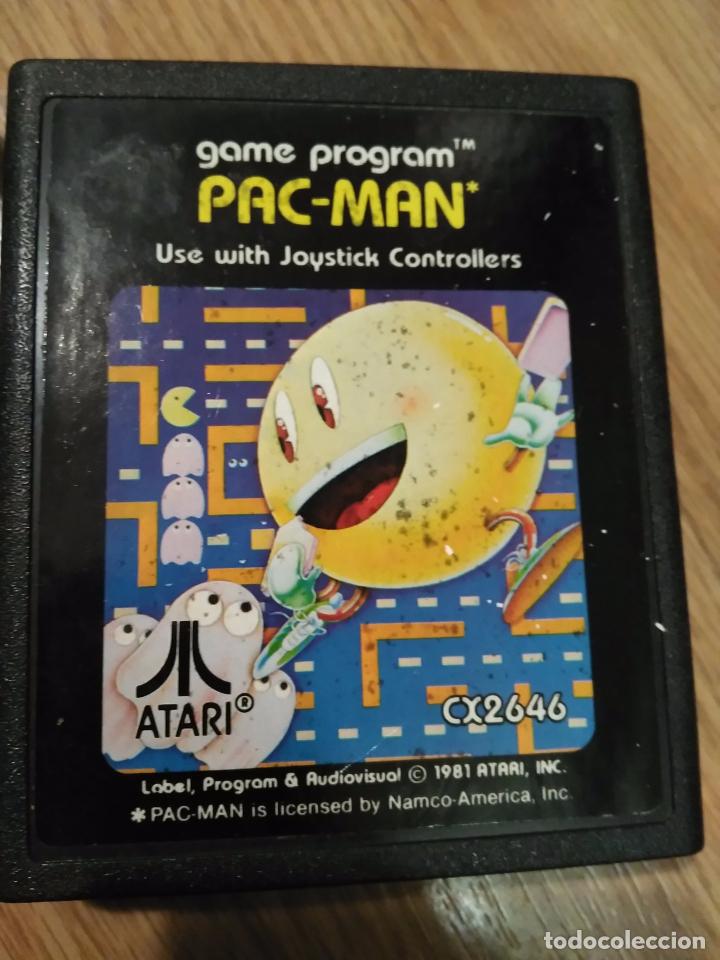 game program™
PAC-MAN*
Use with Joystick Controllers
ATARI®
CX2646
Label, Program & Audiovisual © 1981 ATARI, INC.
* PAC-MAN is licensed by Namco-America, Inc.
todocoleccion